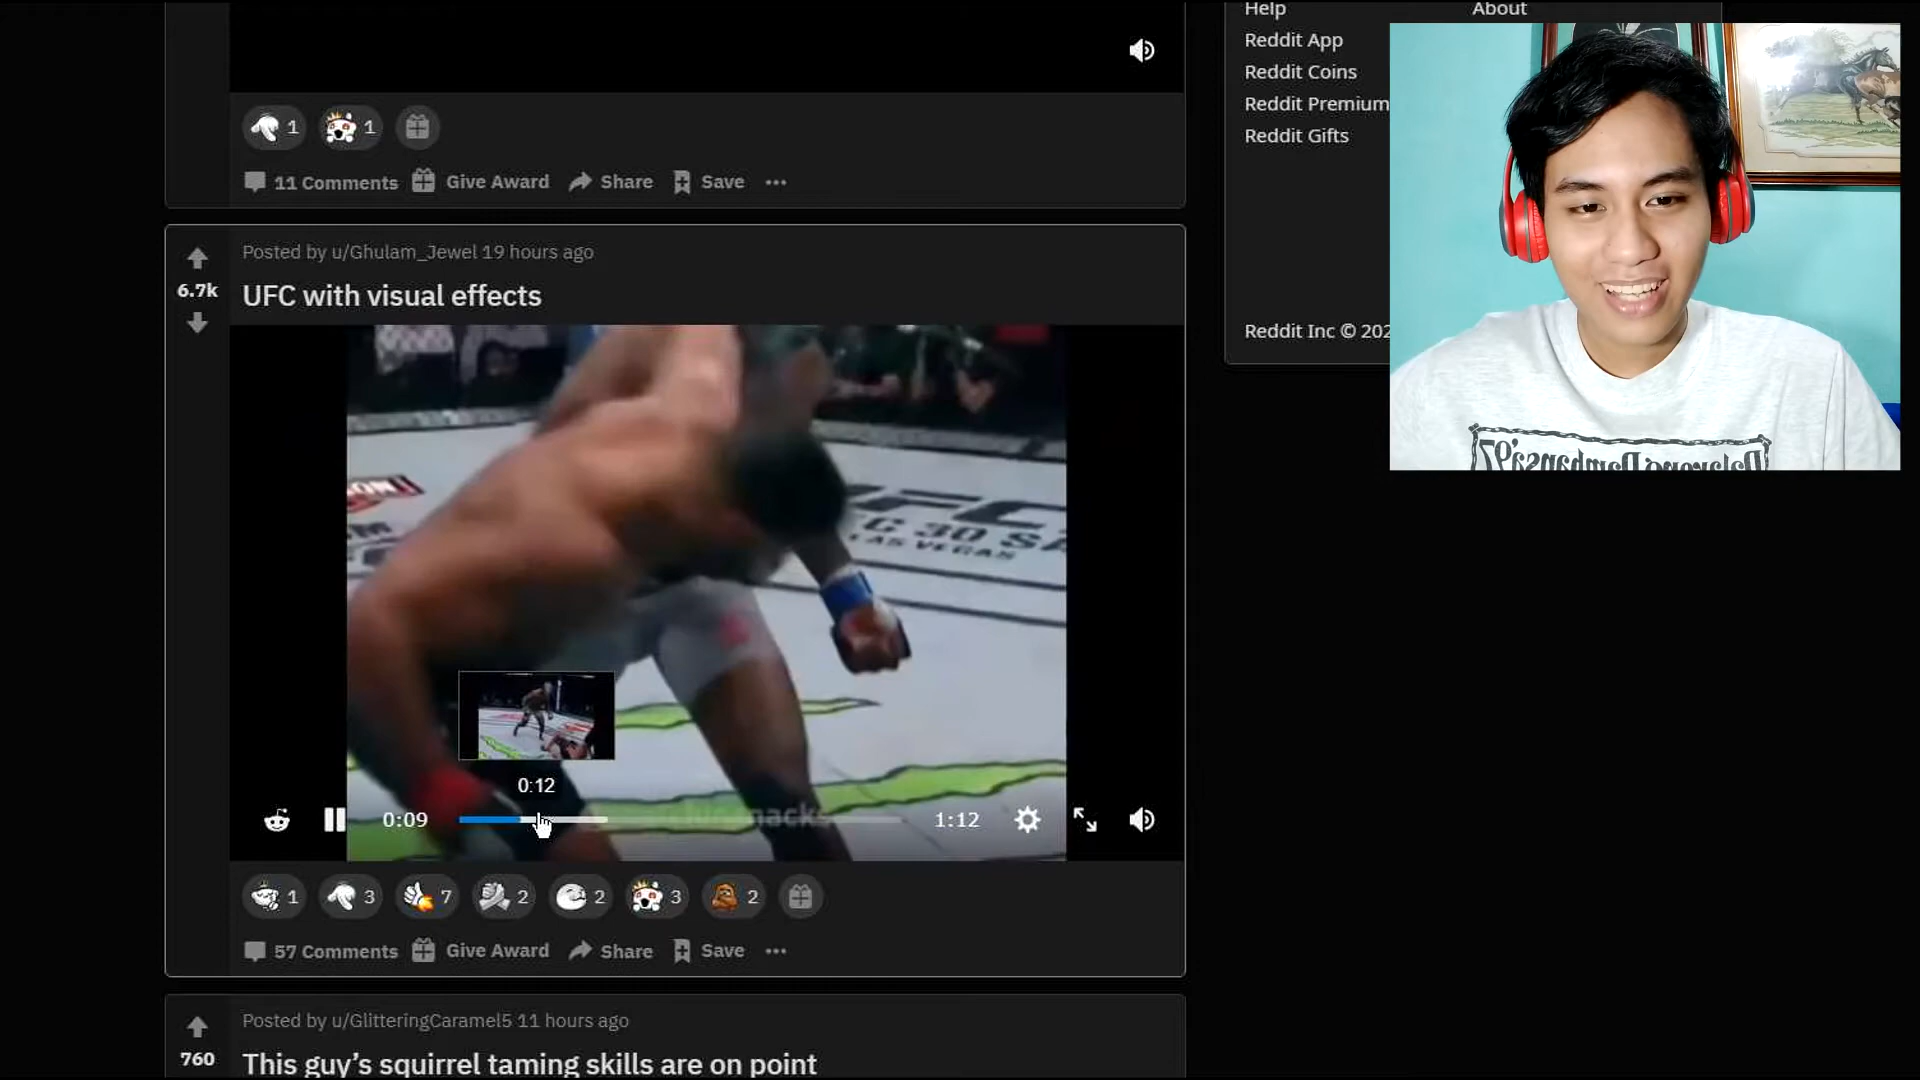 Help
About
Reddit App
Reddit Coins
Reddit Premium
Reddit Gifts
Reddit Inc © 202
1
1
11 Comments
Give Award
Share
Save
Posted by u/Ghulam_Jewel 19 hours ago
6.7k
UFC with visual effects
UFC
LAS VEGAS
0:12
0:09
1:12
1
3
7
2
2
3
2
57 Comments
Give Award
Share
Save
Posted by u/GlitteringCaramel5 11 hours ago
760
This guy's squirrel taming skills are on point